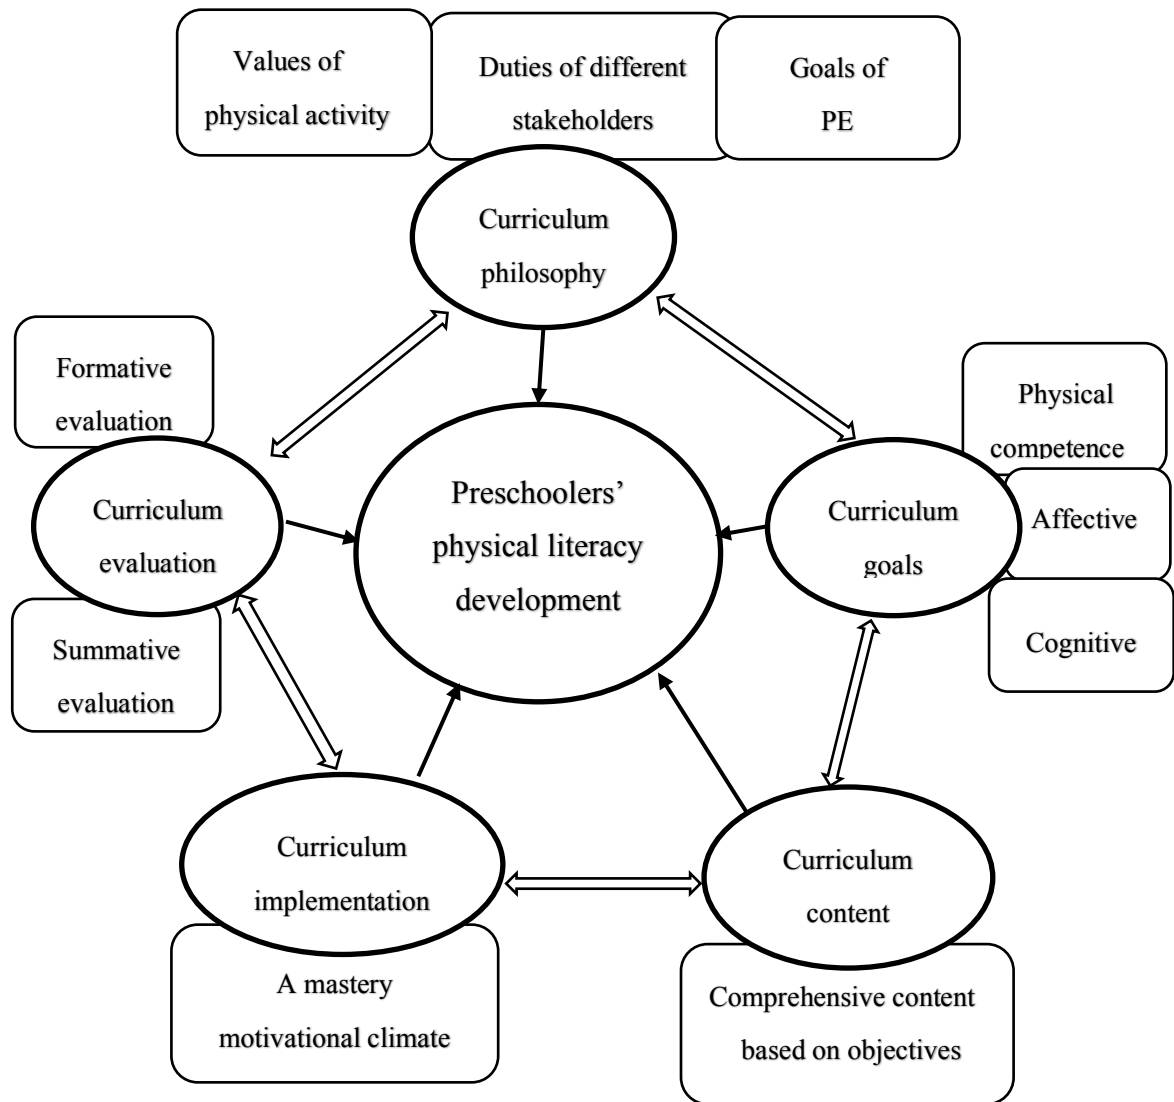 Values of
physical activity
Duties of different
stakeholders
Goals of
PE
Curriculum
philosophy
Formative
evaluation
Curriculum
evaluation
Summative
evaluation
Preschoolers’
physical literacy
development
Physical
competence
Affective
Cognitive
Curriculum
goals
Curriculum
implementation
A mastery
motivational climate
Curriculum
content
Comprehensive content
based on objectives